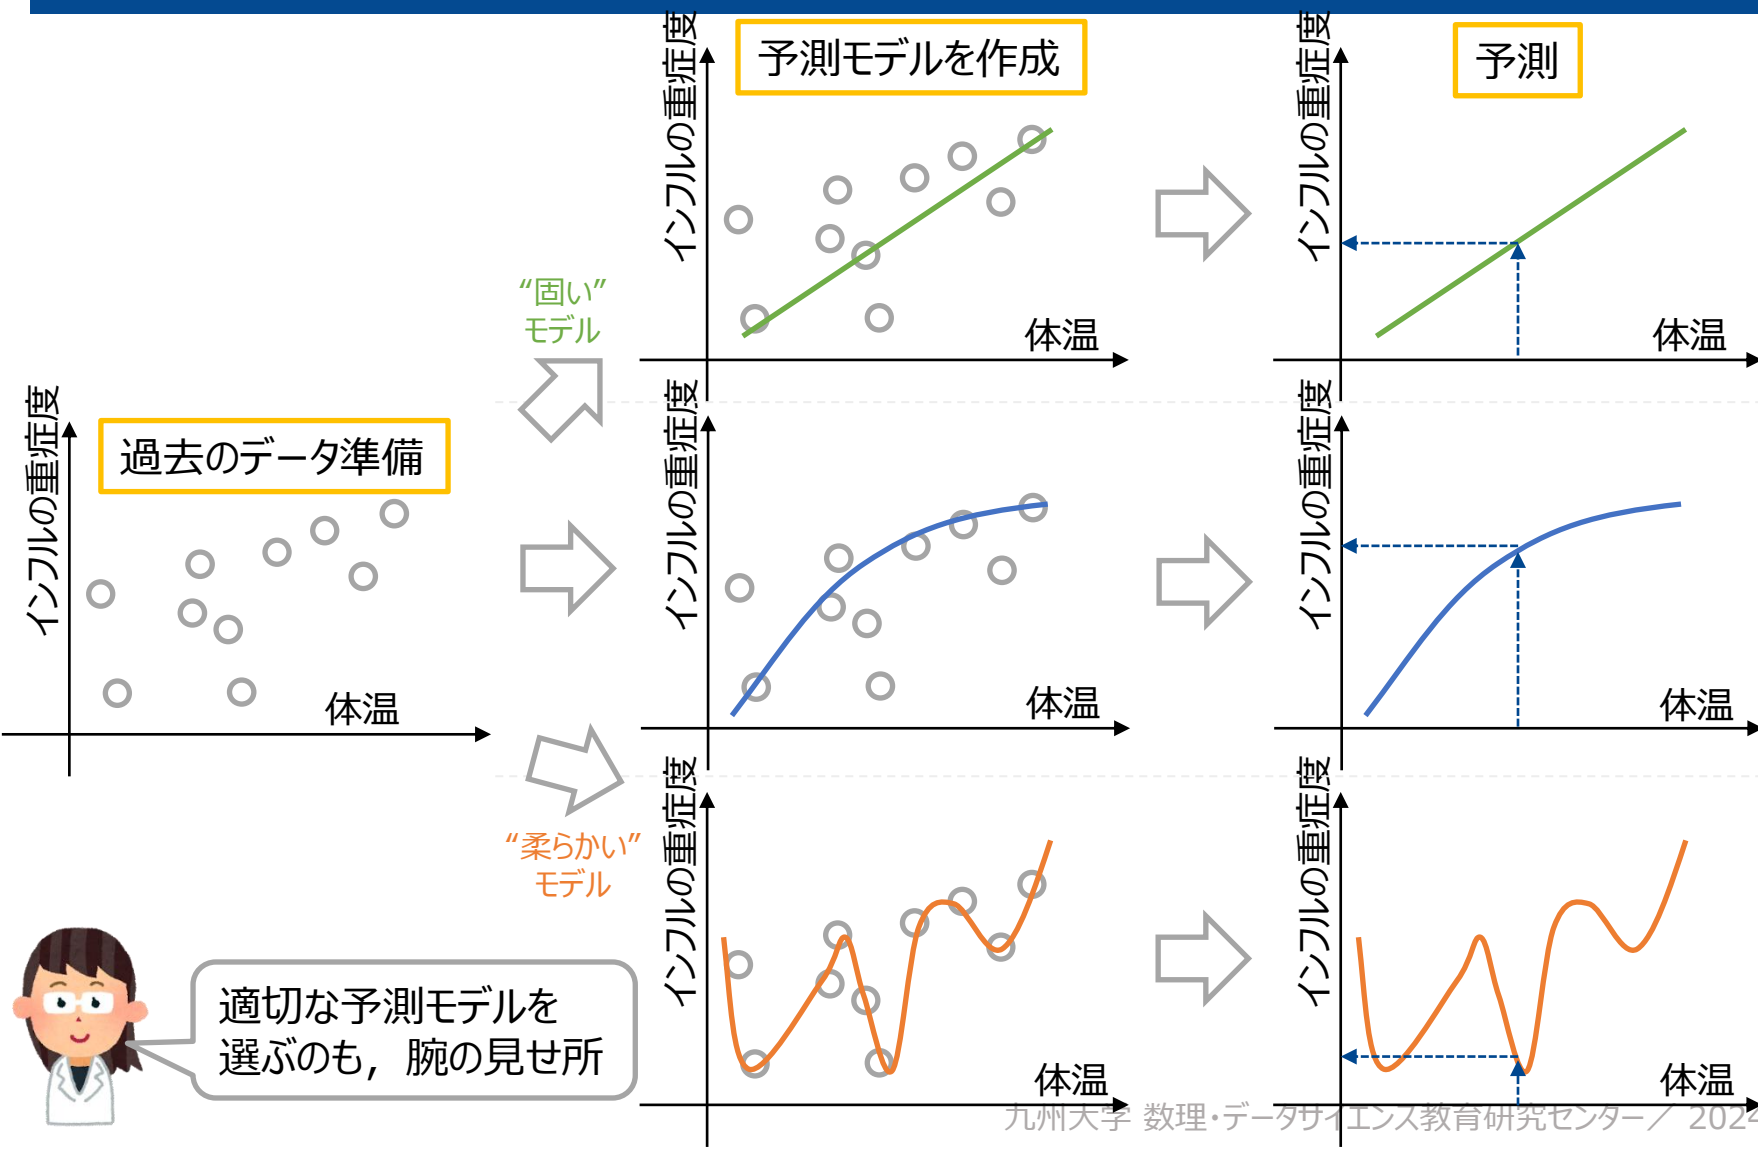 予測モデルを作成
予測
インフルの重症度
体温
インフルの重症度
体温
“固い”
モデル
過去のデータ準備
インフルの重症度
体温
インフルの重症度
体温
インフルの重症度
体温
“柔らかい”
モデル
インフルの重症度
体温
インフルの重症度
体温
適切な予測モデルを
選ぶのも，腕の見せ所
九州大学 数理・データサイエンス教育研究センター／ 2024